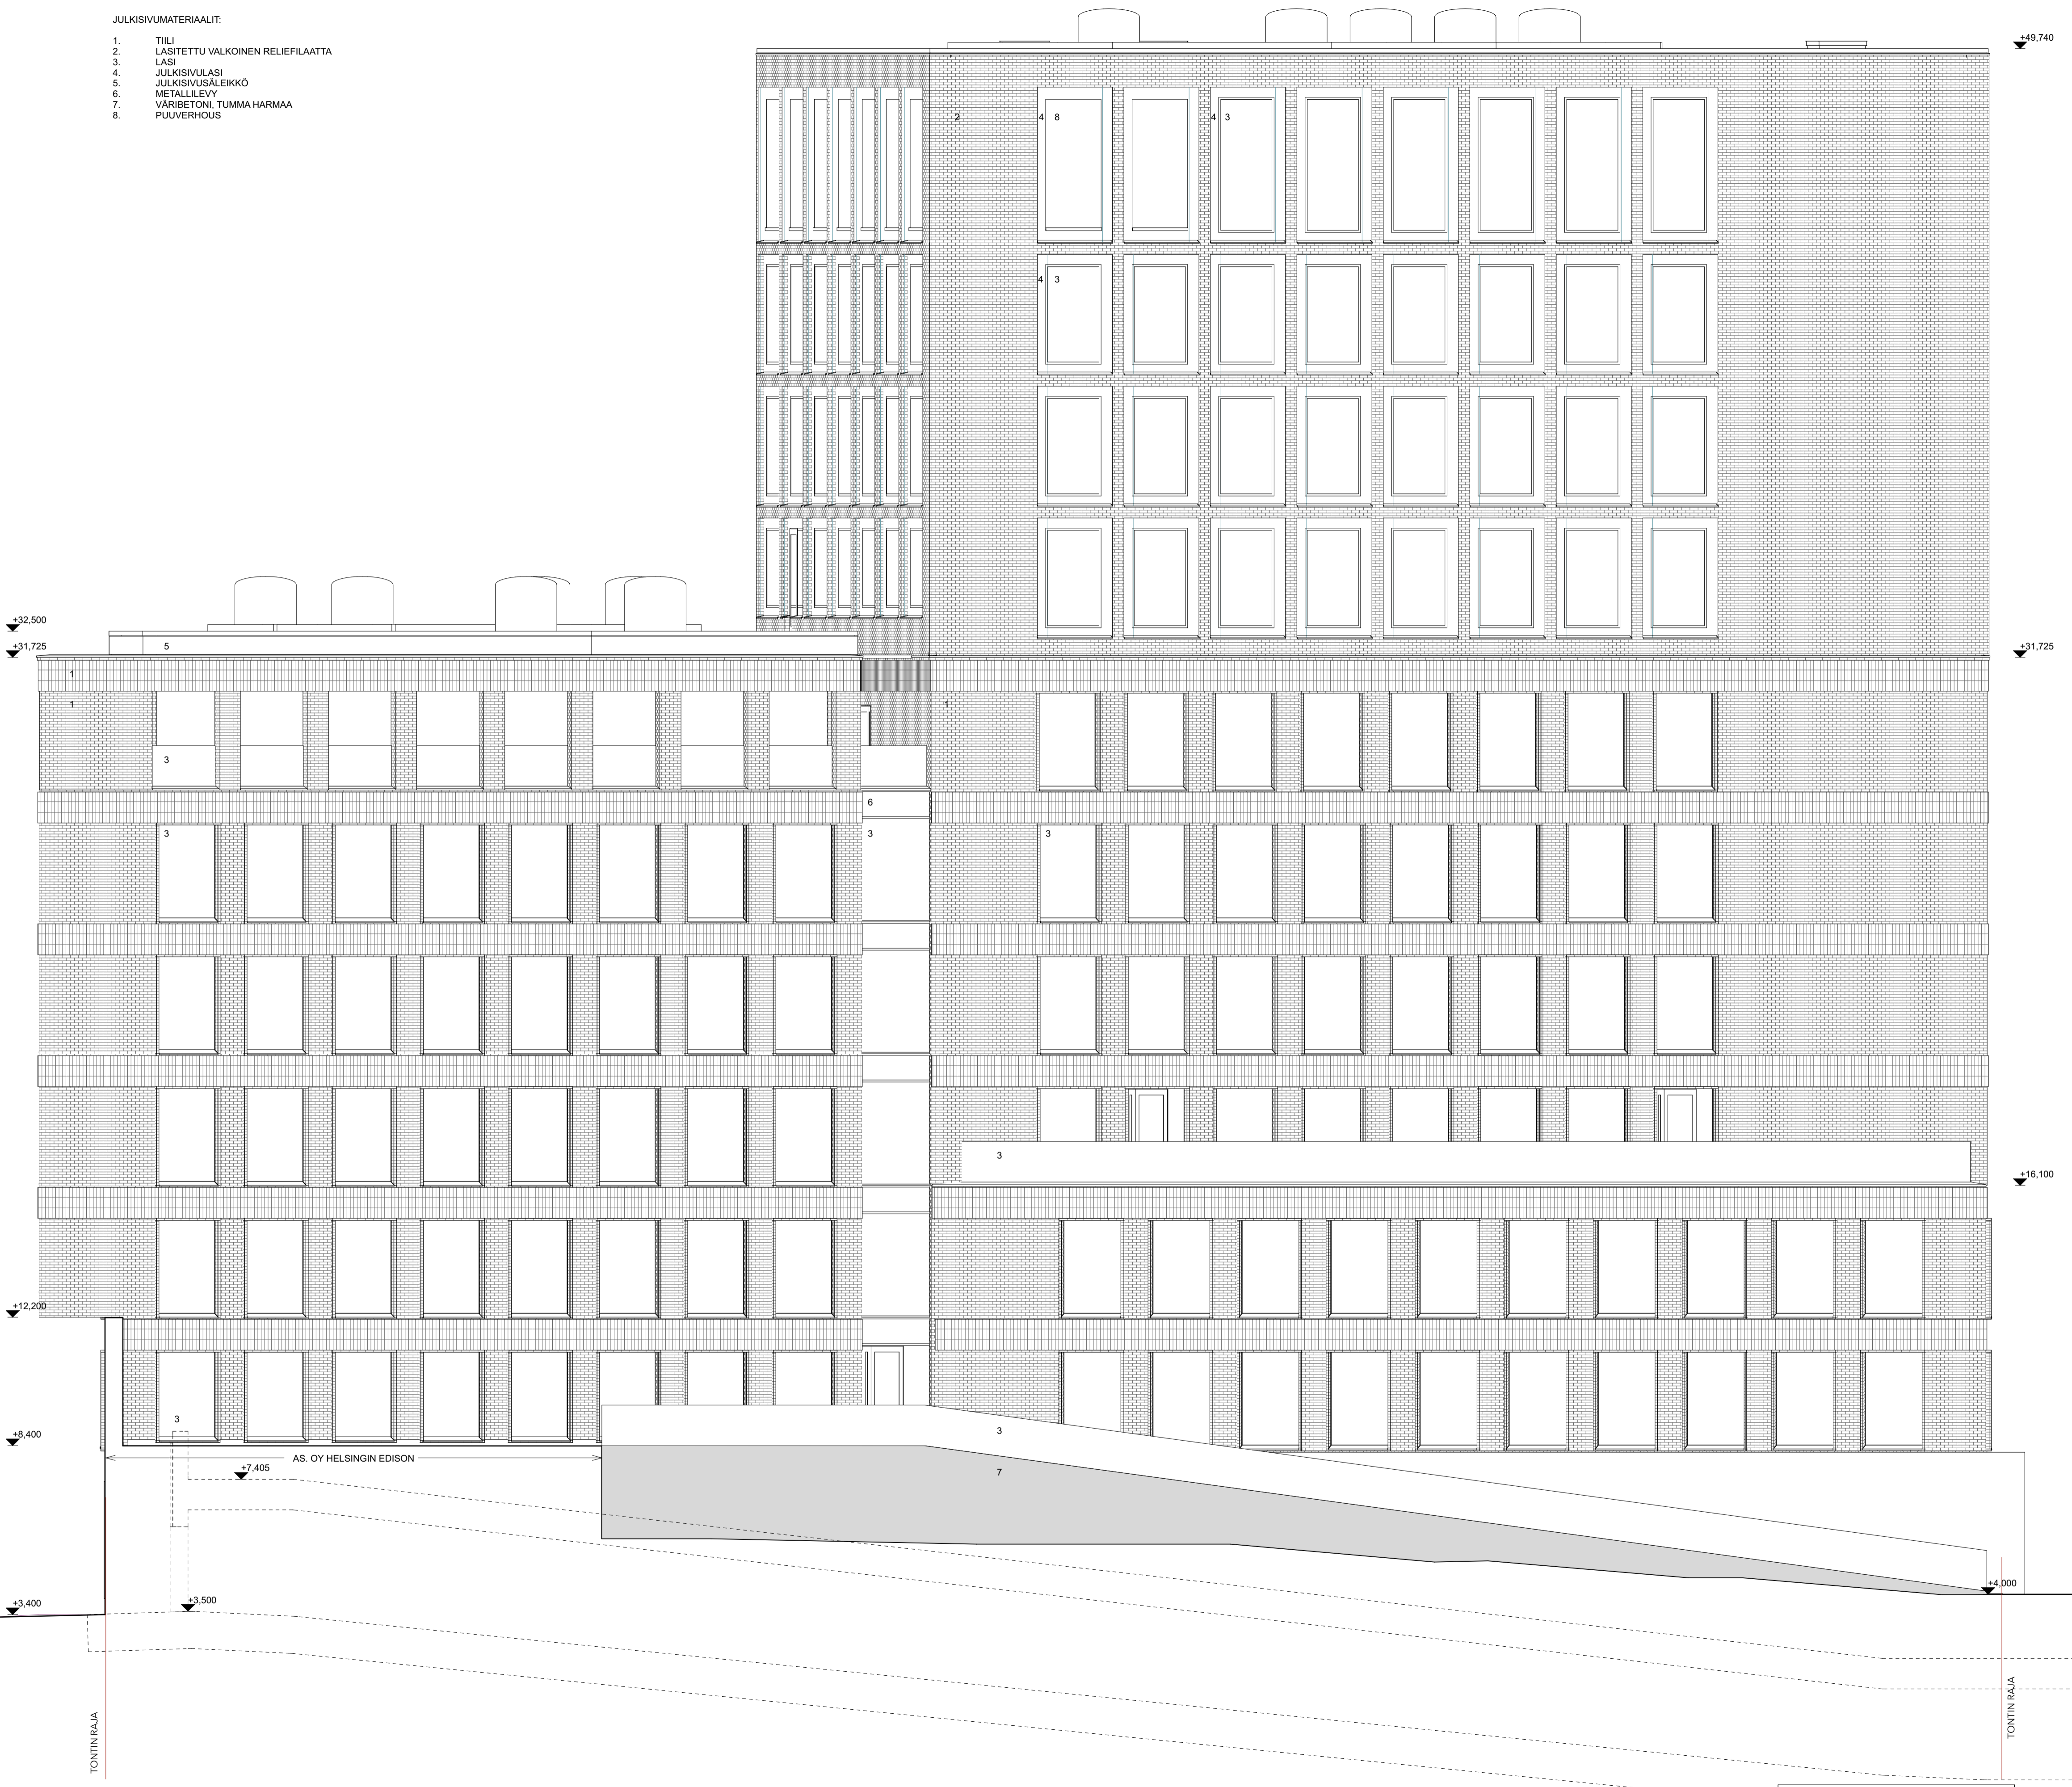 JULKISIVUMATERIAALIT:
1. TIILI
2. LASITETTU VALKOINEN RELIEFILAATTA
3. LASI
4. JULKISIVULASI
5. JULKISIVUSÄLEIKKÖ
6. METALLILEVY
7. VÄRIBETONI, TUMMA HARMAA
8. PUUVERHOUS
+49,740
2
4 8
4 3
4 3
+32,500
+31,725
5
+31,725
1
1
1
3
6
3
3
3
3
+16,100
+12,200
3
3
+8,400
AS. OY HELSINGIN EDISON
+7,405
7
+4,000
+3,400
+3,500
TONTIN RAJA
TONTIN RAJA